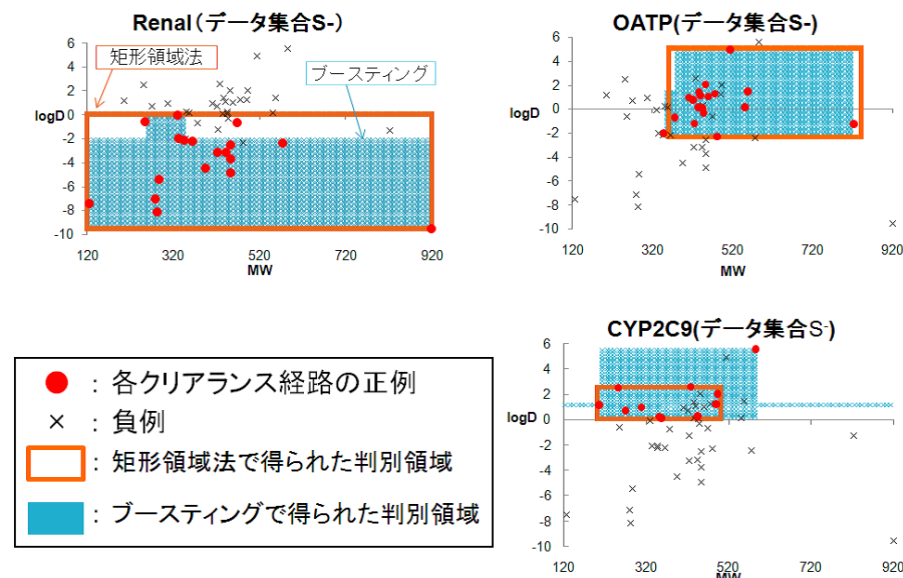 Renal(データ集合S-)
矩形領域法
ブースティング
6
4
2
logD 0
-2
-4
-6
-8
-10
120 320 520 720 920
MW
OATP(データ集合S-)
6
4
2
logD 0
-2
-4
-6
-8
-10
120 320 520 720 920
MW
CYP2C9(データ集合S-)
6
4
2
logD 0
-2
-4
-6
-8
-10
120 320 520 720 920
MW
: 各クリアランス経路の正例
× : 負例
: 矩形領域法で得られた判別領域
: ブースティングで得られた判別領域